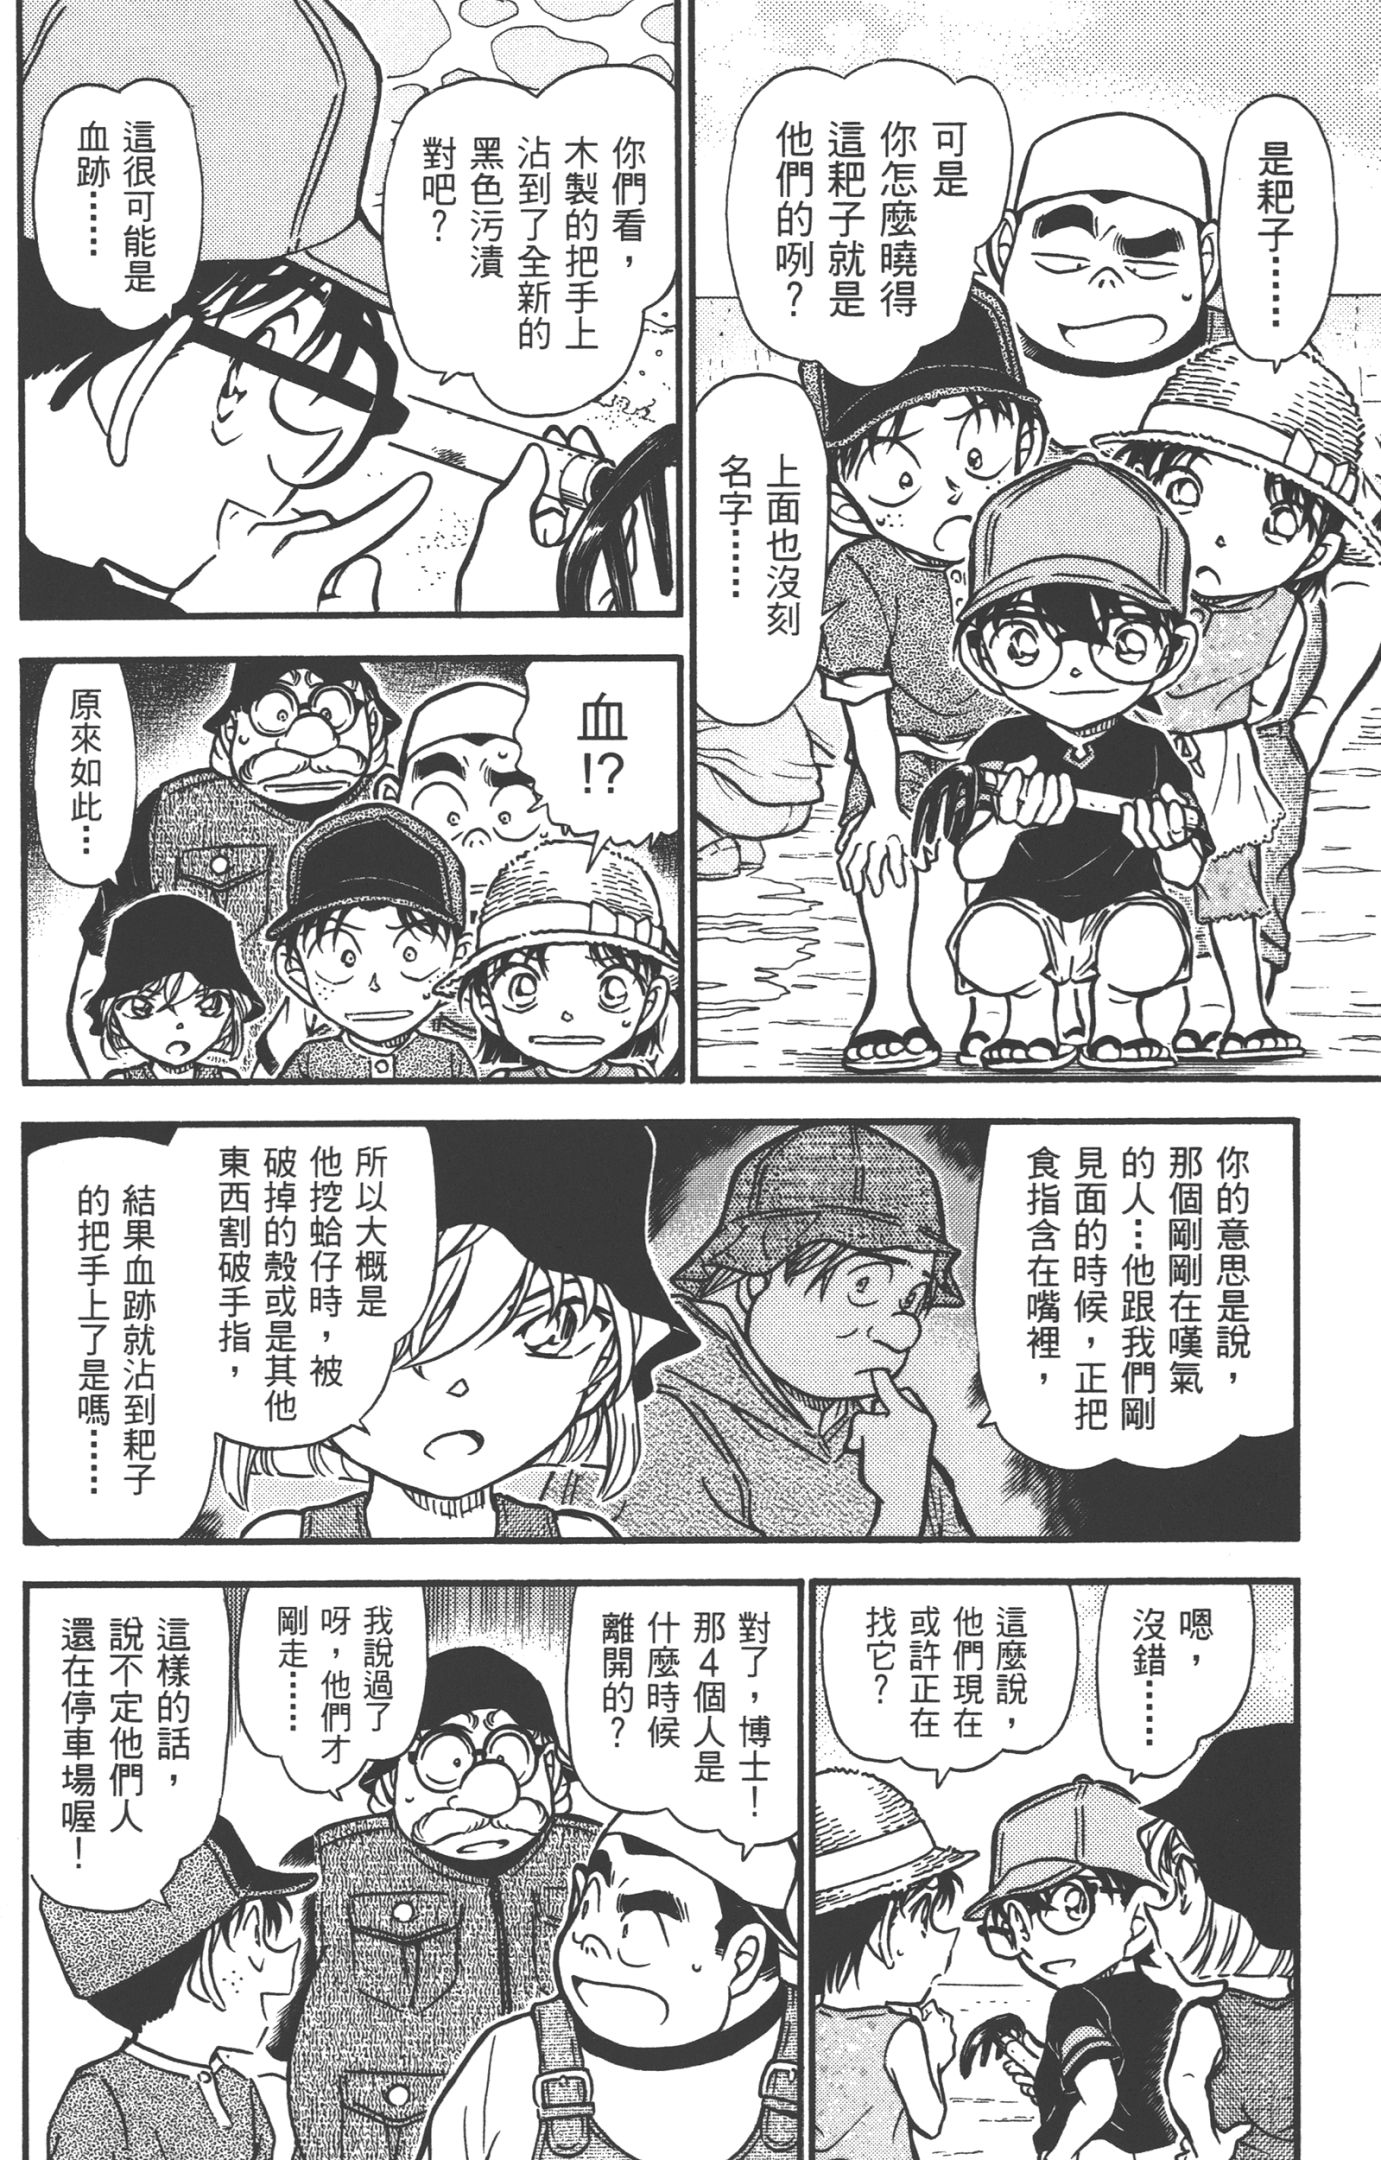 是耙子……
可是
你怎麼曉得
這耙子就是
他們的咧？
上面也沒刻
名字……
你們看，
木製的把手上
沾到了全新的
黑色污漬
對吧？
這很可能是
血跡……
血!?
原來如此…
你的意思是說，
那個剛剛在嘆氣
的人…他跟我們剛
見面的時候，正把
食指含在嘴裡，
所以大概是
他挖蛤仔時，被
破掉的殼或是其他
東西割破手指，
結果血跡就沾到耙子
的把手上了是嗎……
嗯，
沒錯……
這麼說，
他們現在
或許正在
找它？
對了，博士！
那4個人是
什麼時候
離開的？
我說過了
呀，他們才
剛走……
這樣的話，
說不定他們人
還在停車場喔！